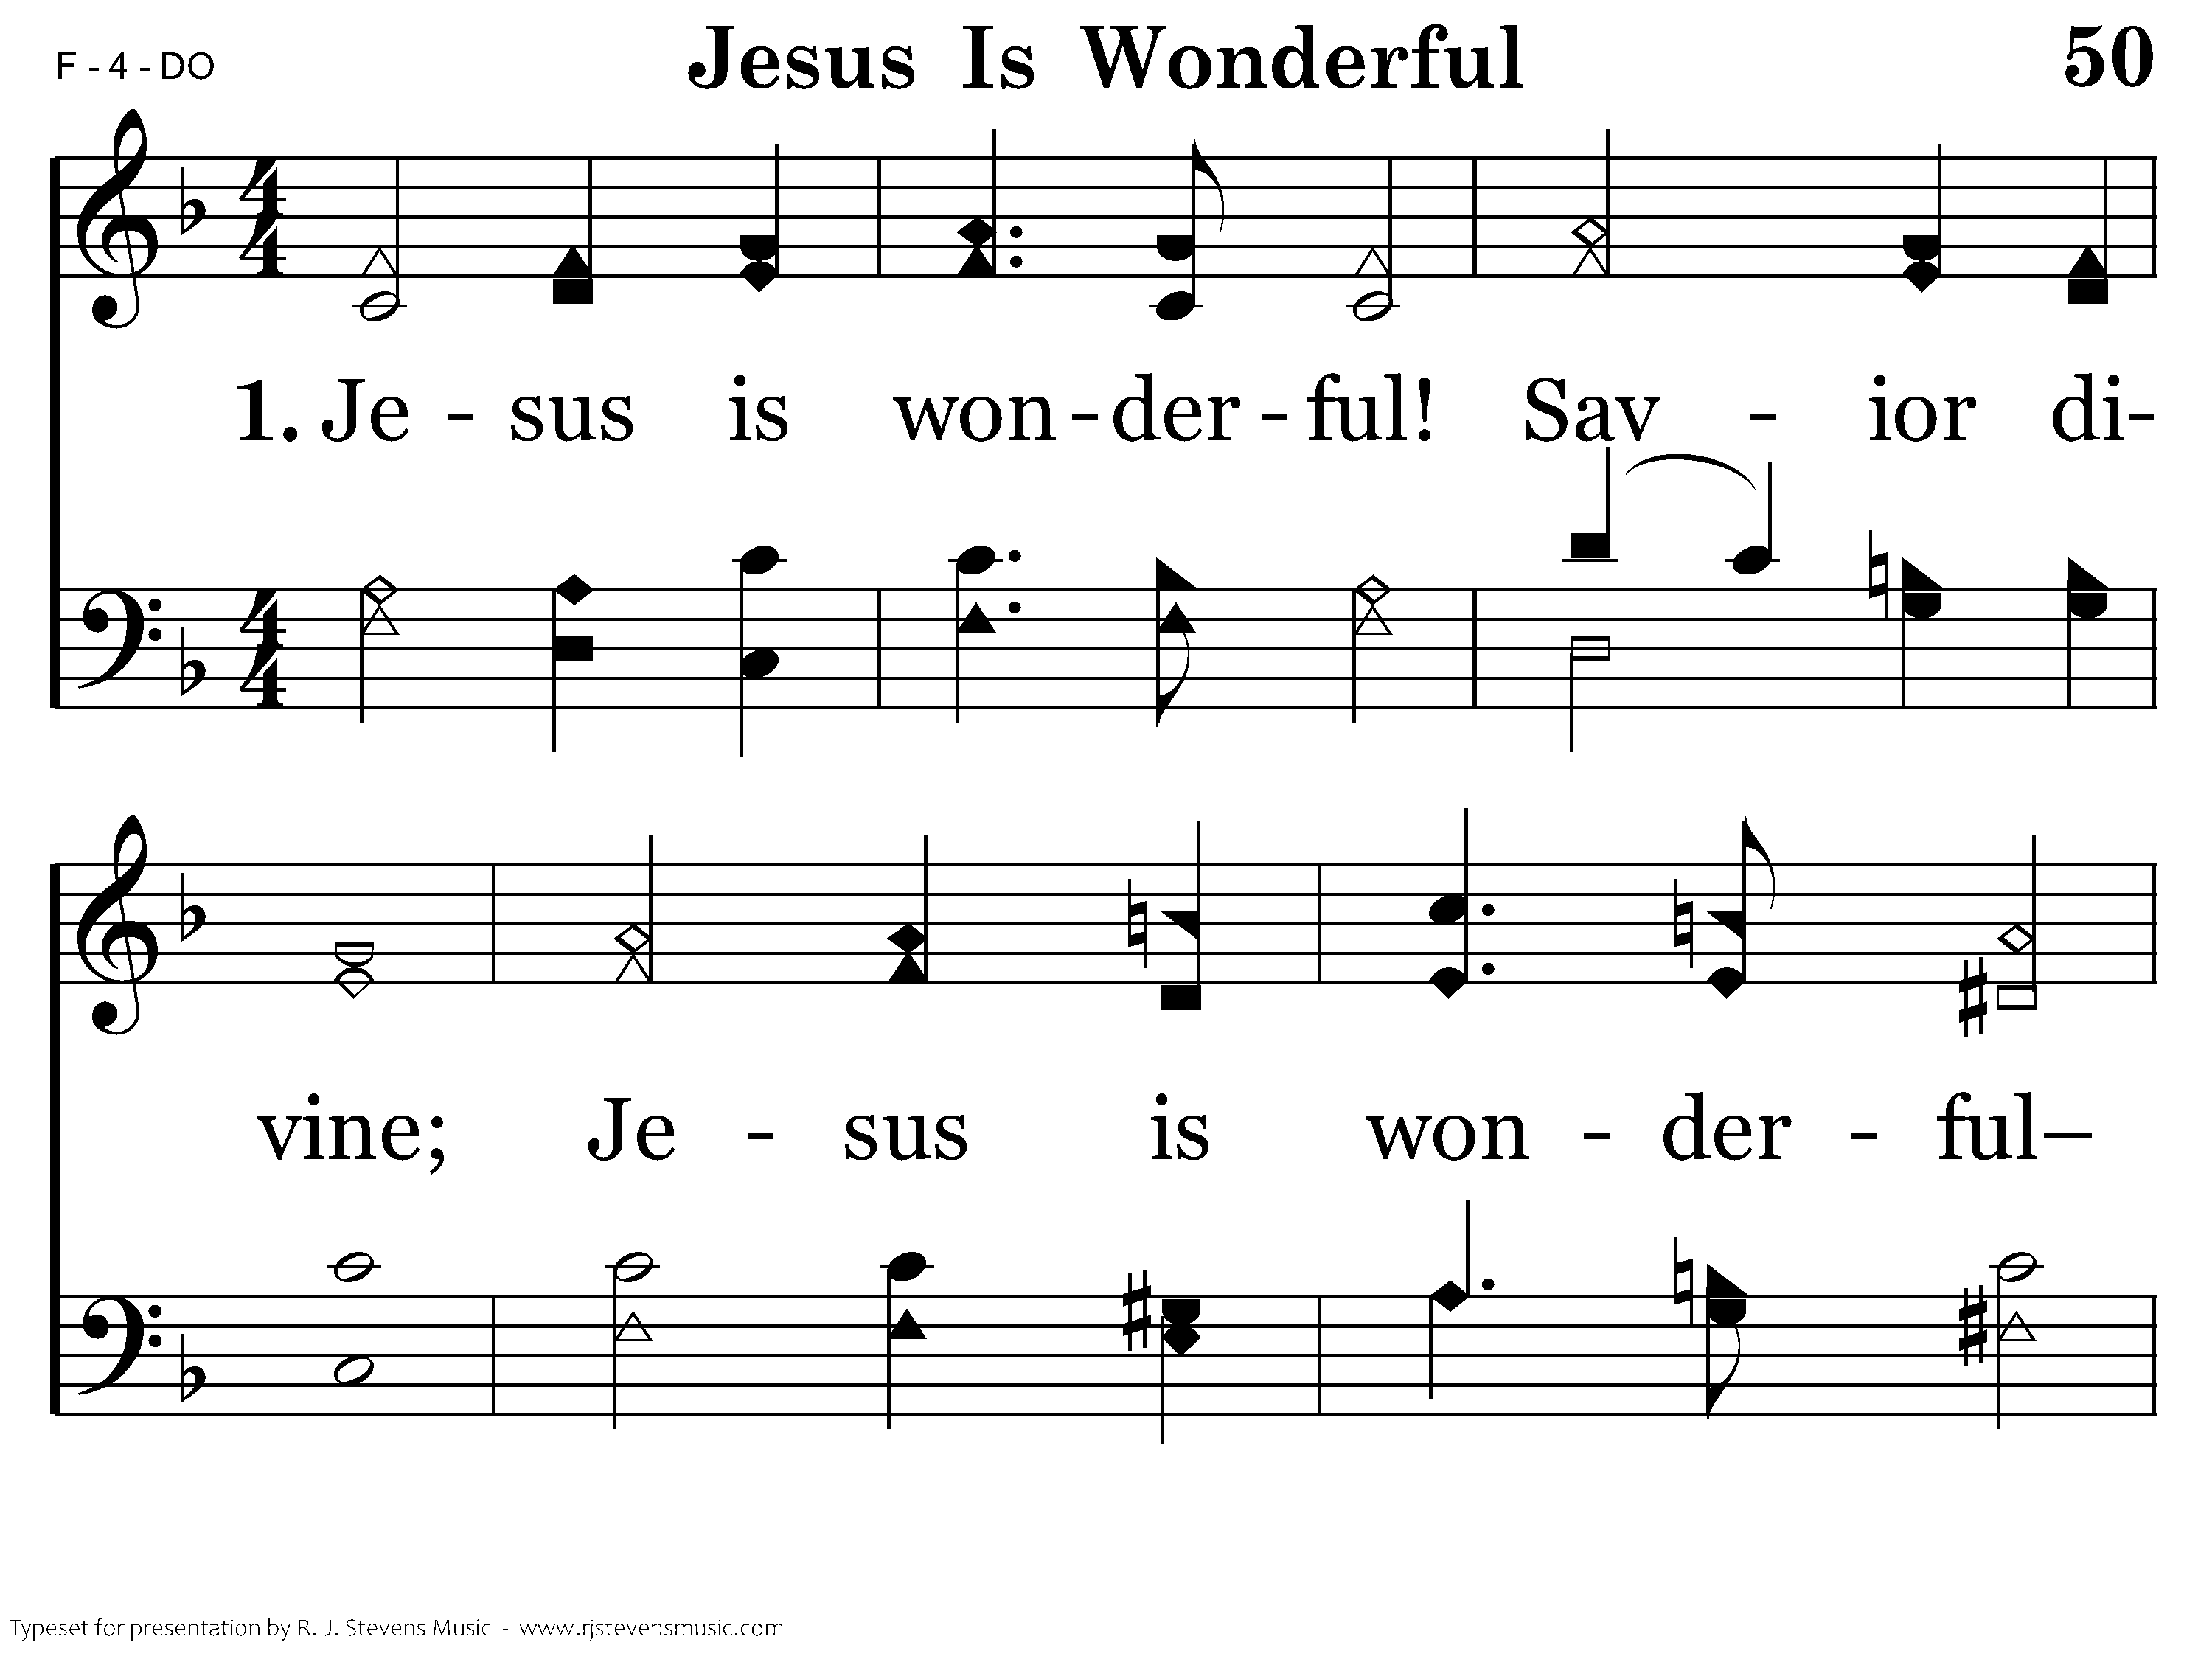 F - 4 - DO Jesus Is Wonderful 50
1. Je - sus is won - der - ful! Sav - ior di-
vine; Je - sus is won - der - ful–
Typeset for presentation by R. J. Stevens Music - www.rjstevensmusic.com